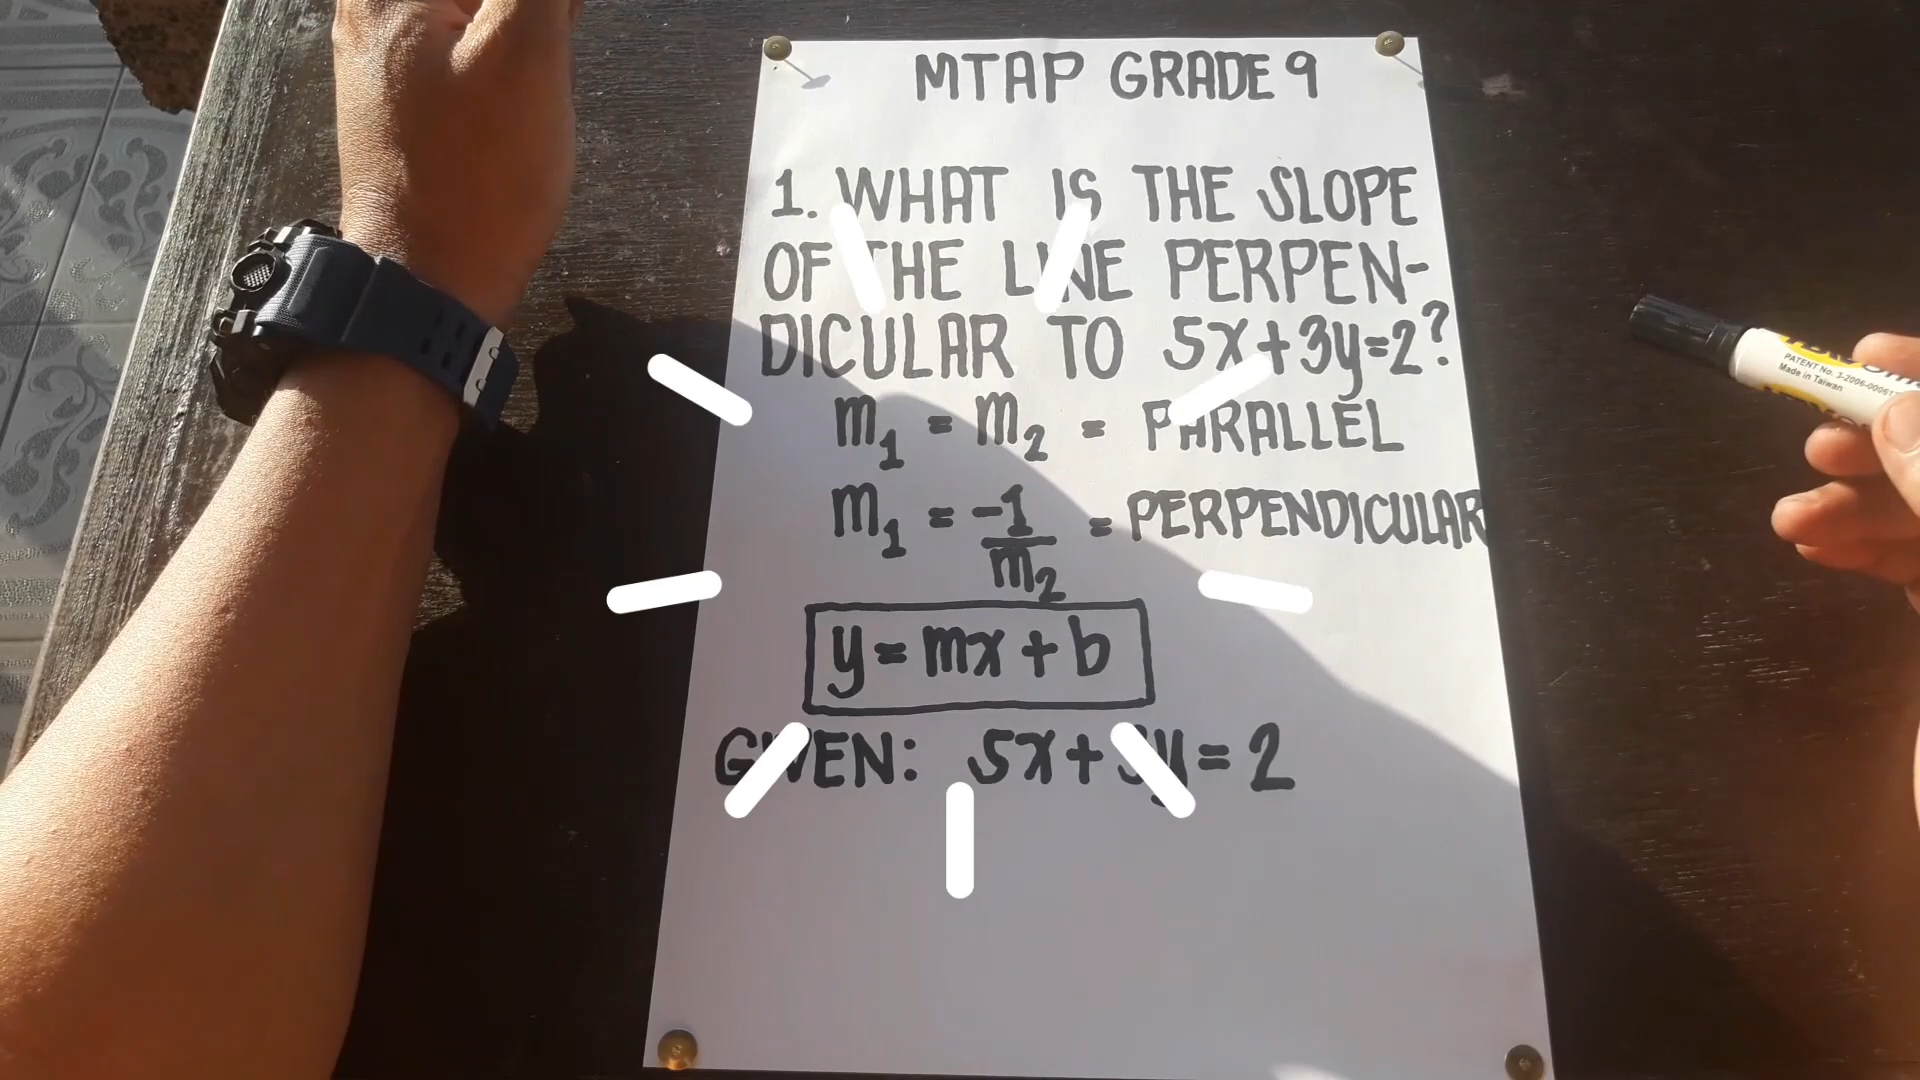 MTAP GRADE 9
1. WHAT IS THE SLOPE
OF THE LINE PERPEN-
DICULAR TO 5x+3y=2?
m₁ = m₂ = PARALLEL
m₁ = -1/m₂ = PERPENDICULAR
y = mx + b
GIVEN: 5x + 3y = 2
PATENT No. 3-2006-00061
Made in Taiwan